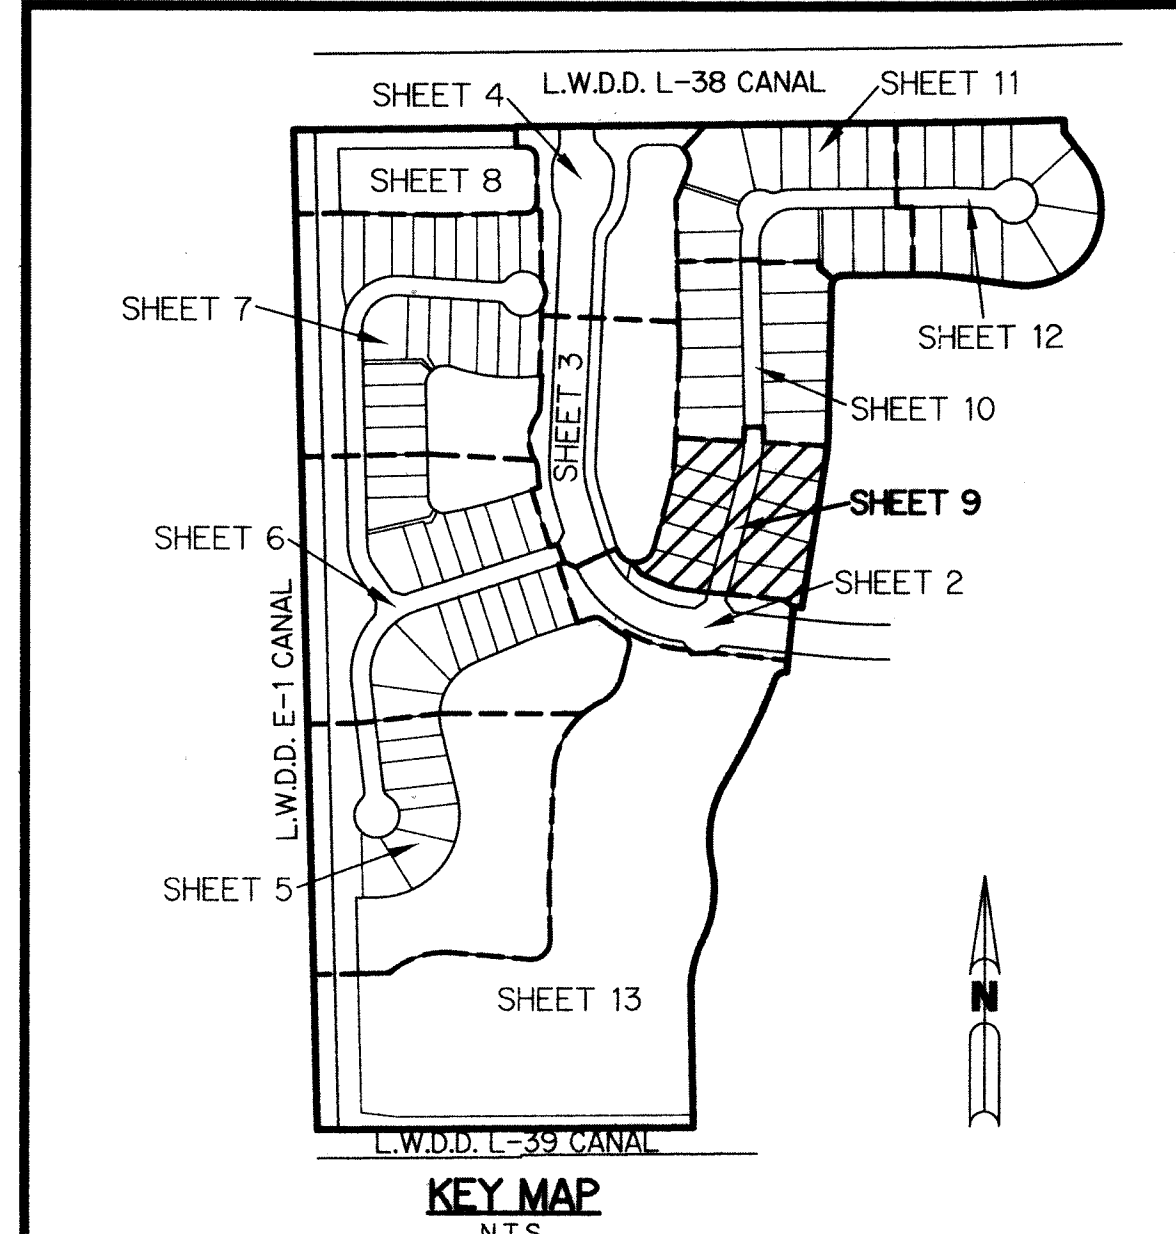 L.W.D.D. L-38 CANAL
SHEET 4
SHEET 11
SHEET 8
SHEET 7
SHEET 12
SHEET 3
SHEET 10
SHEET 9
SHEET 6
SHEET 2
L.W.D.D. E-1 CANAL
SHEET 5
SHEET 13
N
L.W.D.D. L-39 CANAL
KEY MAP
N.T.S.